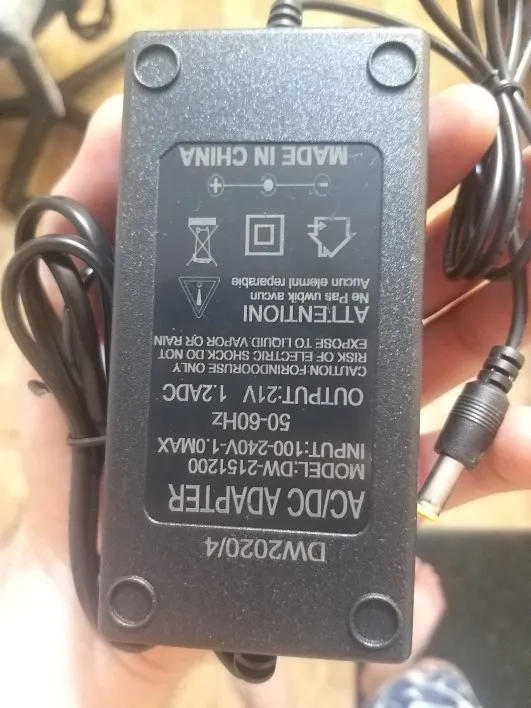 DW2020/4
AC/DC ADAPTER
MODEL:DW-2151200
INPUT:100-240V-1.0MAX
50-60Hz
OUTPUT:21V 1.2ADC
CAUTION:FORINDOORUSE ONLY
RISK OF ELECTRIC SHOCK.DO NOT
EXPOSE TO LIQUID VAPOR OR RAIN
ATTENTION!
Ne Pas uwbik avcun
Aucun elemnl reparable
MADE IN CHINA